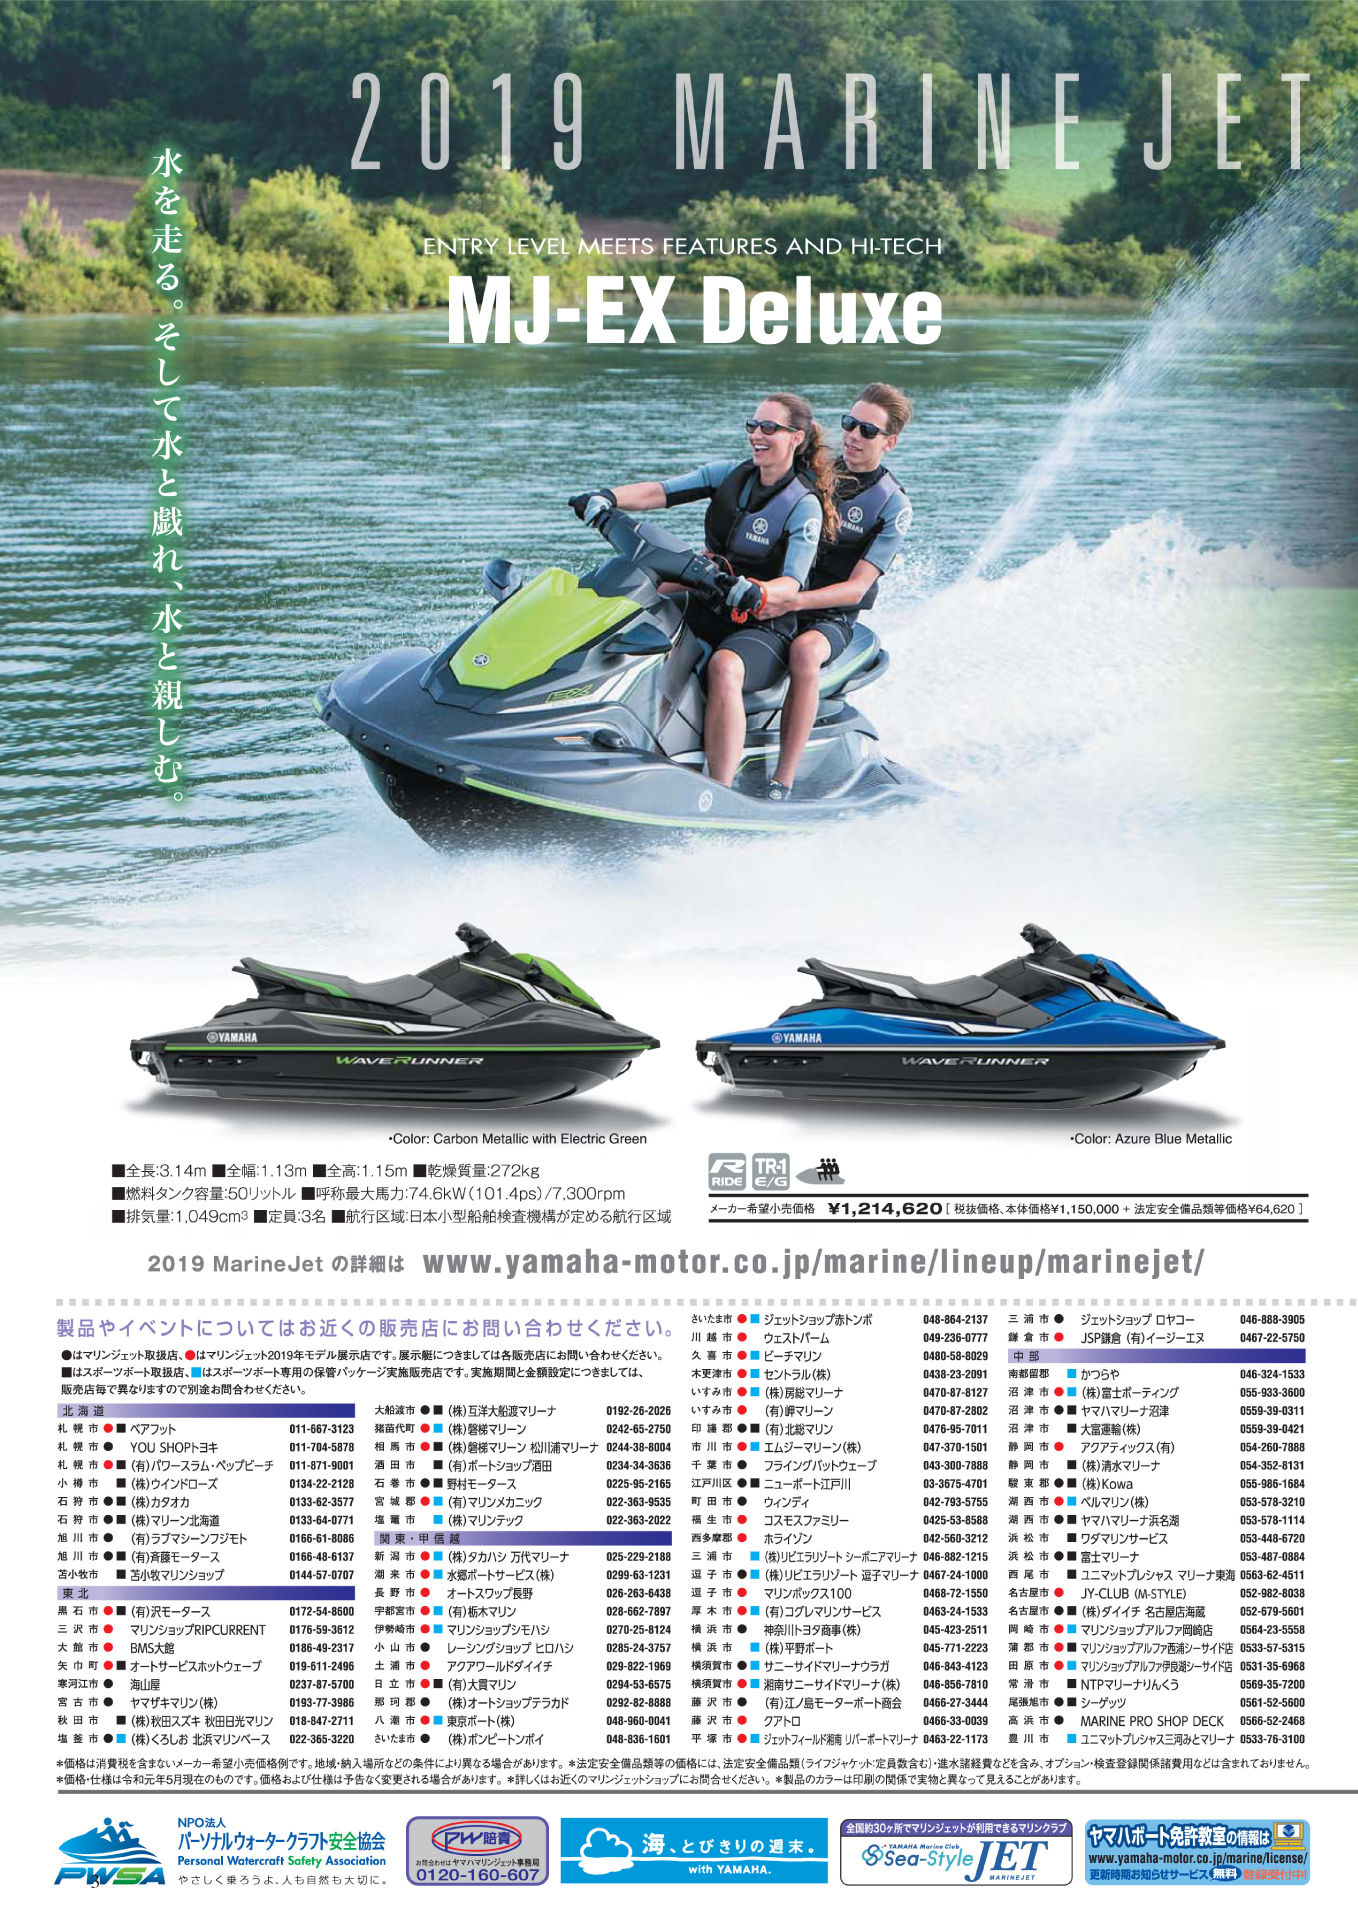 2019 MARINE JET
水を走る。そして水と戯れ、水と親しむ。
ENTRY LEVEL MEETS FEATURES AND HI-TECH
MJ-EX Deluxe
YAMAHA
YAMAHA
EX
YAMAHA
WAVERUNNER
YAMAHA
WAVERUNNER
•Color: Carbon Metallic with Electric Green
•Color: Azure Blue Metallic
■全長:3.14m ■全幅:1.13m ■全高:1.15m ■乾燥質量:272kg
■燃料タンク容量:50リットル ■呼称最大馬力:74.6kW(101.4ps)/7,300rpm
■排気量:1,049cm3 ■定員:3名 ■航行区域:日本小型船舶検査機構が定める航行区域
RIDE TR-1 E/G
メーカー希望小売価格 ¥1,214,620 [ 税抜価格、本体価格¥1,150,000 + 法定安全備品類等価格¥64,620 ]
2019 MarineJet の詳細は www.yamaha-motor.co.jp/marine/lineup/marinejet/
製品やイベントについてはお近くの販売店にお問い合わせください。
●はマリンジェット取扱店、●はマリンジェット2019年モデル展示店です。展示艇につきましては各販売店にお問い合わせください。
■はスポーツボート取扱店、■はスポーツボート専用の保管パッケージ実施販売店です。実施期間と金額設定につきましては、
販売店毎で異なりますので別途お問合わせください。
北海道
札幌市 ●■ ベアフット 011-667-3123
札幌市 ● YOU SHOPトヨキ 011-704-5878
札幌市 ●■ (有)パワースラム・ペップビーチ 011-871-9001
小樽市 ■ (株)ウインドローズ 0134-22-2128
石狩市 ●■ (株)カタオカ 0133-62-3577
石狩市 ●■ (株)マリーン北海道 0133-64-0771
旭川市 ● (有)ラブマシーンフジモト 0166-61-8086
旭川市 ●■ (有)斉藤モータース 0166-48-6137
苫小牧市 ■ 苫小牧マリンショップ 0144-57-0707
東北
黒石市 ●■ (有)沢モータース 0172-54-8600
三沢市 ● マリンショップRIPCURRENT 0176-59-3612
大館市 ● BMS大館 0186-49-2317
矢巾町 ●■ オートサービスホットウェーブ 019-611-2496
寒河江市 ● 海山屋 0237-87-5700
宮古市 ● ヤマザキマリン(株) 0193-77-3986
秋田市 ■ (株)秋田スズキ 秋田日光マリン 018-847-2711
塩釜市 ●■ (株)くろしお 北浜マリンベース 022-365-3220
大船渡市 ●■ (株)互洋大船渡マリーナ 0192-26-2026
猪苗代町 ●■ (株)磐梯マリーン 0242-65-2750
相馬市 ●■ (株)磐梯マリーン 松川浦マリーナ 0244-38-8004
酒田市 ■ (有)ボートショップ酒田 0234-34-3636
石巻市 ●■ 野村モータース 0225-95-2165
宮城郡 ●■ (有)マリンメカニック 022-363-9535
塩竈市 ■ (株)マリンテック 022-363-2022
関東・甲信越
新潟市 ●■ (株)タカハシ 万代マリーナ 025-229-2188
潮来市 ●■ 水郷ボートサービス(株) 0299-63-1231
長野市 ● オートスワップ長野 026-263-6438
宇都宮市 ●■ (有)栃木マリン 028-662-7897
伊勢崎市 ●■ マリンショップシモハシ 0270-25-8124
小山市 ● レーシングショップ ヒロハシ 0285-24-3757
土浦市 ● アクアワールドダイイチ 029-822-1969
日立市 ●■ (有)大貫マリン 0294-53-6575
那珂郡 ● (株)オートショップテラカド 0292-82-8888
八潮市 ●■ 東京ボート(株) 048-960-0041
さいたま市 ● (株)ポンピートンボイ 048-836-1601
さいたま市 ●■ ジェットショップ赤トンボ 048-864-2137
川越市 ● ウェストパーム 049-236-0777
久喜市 ●■ ビーチマリン 0480-58-8029
木更津市 ●■ セントラル(株) 0438-23-2091
いすみ市 ●■ (株)房総マリーナ 0470-87-8127
いすみ市 ● (有)岬マリーン 0470-87-2802
印旛郡 ●■ (有)北総マリン 0476-95-7011
市川市 ●■ エムジーマリーン(株) 047-370-1501
千葉市 ● フライングバットウェーブ 043-300-7888
江戸川区 ●■ ニューポート江戸川 03-3675-4701
町田市 ● ウィンディ 042-793-5755
福生市 ● コスモスファミリー 0425-53-8588
西多摩郡 ● ホライゾン 042-560-3212
三浦市 ■ (株)リビエラリゾート シーボニアマリーナ 046-882-1215
逗子市 ●■ (株)リビエラリゾート 逗子マリーナ 0467-24-1000
逗子市 ● マリンボックス100 0468-72-1550
厚木市 ●■ (有)コグレマリンサービス 0463-24-1533
横浜市 ● 神奈川トヨタ商事(株) 045-423-2511
横浜市 ■ (株)平野ボート 045-771-2223
横須賀市 ●■ サニーサイドマリーナウラガ 046-843-4123
横須賀市 ●■ 湘南サニーサイドマリーナ(株) 046-856-7810
藤沢市 ● (有)江ノ島モーターボート商会 0466-27-3444
藤沢市 ● クアトロ 0466-33-0039
平塚市 ●■ ジェットフィールド湘南 リバーポートマリーナ 0463-22-1173
三浦市 ● ジェットショップ ロヤコー 046-888-3905
鎌倉市 ● JSP鎌倉 (有)イージーエヌ 0467-22-5750
中部
南都留郡 ■ かつらや 046-324-1533
沼津市 ●■ (株)富士ボーティング 055-933-3600
沼津市 ●■ ヤマハマリーナ沼津 0559-39-0311
沼津市 ■ 大富運輸(株) 0559-39-0421
静岡市 ● アクアティックス(有) 054-260-7888
静岡市 ■ (株)清水マリーナ 054-352-8131
駿東郡 ●■ (株)Kowa 055-986-1684
湖西市 ●■ ベルマリン(株) 053-578-3210
湖西市 ●■ ヤマハマリーナ浜名湖 053-578-1114
浜松市 ■ ワダマリンサービス 053-448-6720
浜松市 ●■ 富士マリーナ 053-487-0884
西尾市 ■ ユニマットプレシャス マリーナ東海 0563-62-4511
名古屋市 ● JY-CLUB (M-STYLE) 052-982-8038
名古屋市 ●■ (株)ダイイチ 名古屋店海蔵 052-679-5601
岡崎市 ●■ マリンショップアルファ岡崎店 0564-23-5558
蒲郡市 ●■ マリンショップアルファ西浦シーサイド店 0533-57-5315
田原市 ●■ マリンショップアルファ伊良湖シーサイド店 0531-35-6968
常滑市 ■ NTPマリーナりんくう 0569-35-7200
尾張旭市 ●■ シーゲッツ 0561-52-5600
高浜市 ● MARINE PRO SHOP DECK 0566-52-2468
豊川市 ■ ユニマットプレシャス三河みとマリーナ 0533-76-3100
＊価格は消費税を含まないメーカー希望小売価格例です。地域・納入場所などの条件により異なる場合があります。 ＊法定安全備品類等の価格には、法定安全備品類(ライフジャケット:定員数含む)・進水諸経費などを含み、オプション・検査登録関係諸費用などは含まれておりません。
＊価格・仕様は令和元年5月現在のものです。価格および仕様は予告なく変更される場合があります。 ＊詳しくはお近くのマリンジェットショップにお問合せください。 ＊製品のカラーは印刷の関係で実物と異なって見えることがあります。
PWSA
3
NPO法人
パーソナルウォータークラフト安全協会
Personal Watercraft Safety Association
やさしく乗ろうよ、人も自然も大切に。
PW賠責
お問合わせはヤマハマリンジェット事務局
0120-160-607
海、とびきりの週末。
with YAMAHA.
全国約30ヶ所でマリンジェットが利用できるマリンクラブ
YAMAHA Marine Club
Sea-Style JET
MARINEJET
ヤマハボート免許教室の情報は
www.yamaha-motor.co.jp/marine/license/
更新時期お知らせサービス 無料 登録受付中!